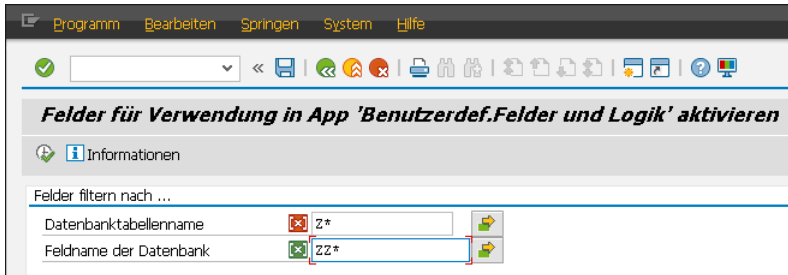 Programm Bearbeiten Springen System Hilfe
Felder für Verwendung in App 'Benutzerdef.Felder und Logik' aktivieren
Informationen
Felder filtern nach ...
Datenbanktabellenname Z*
Feldname der Datenbank ZZ*